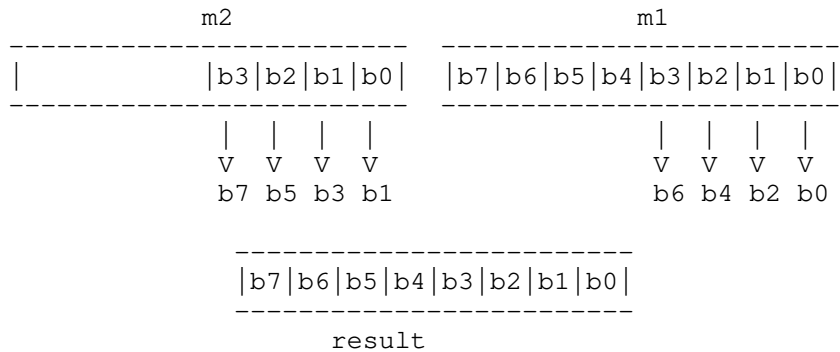 m2 m1
| |b3|b2|b1|b0| |b7|b6|b5|b4|b3|b2|b1|b0|
| | | | | | | |
V V V V V V V V
b7 b5 b3 b1 b6 b4 b2 b0
|b7|b6|b5|b4|b3|b2|b1|b0|
result